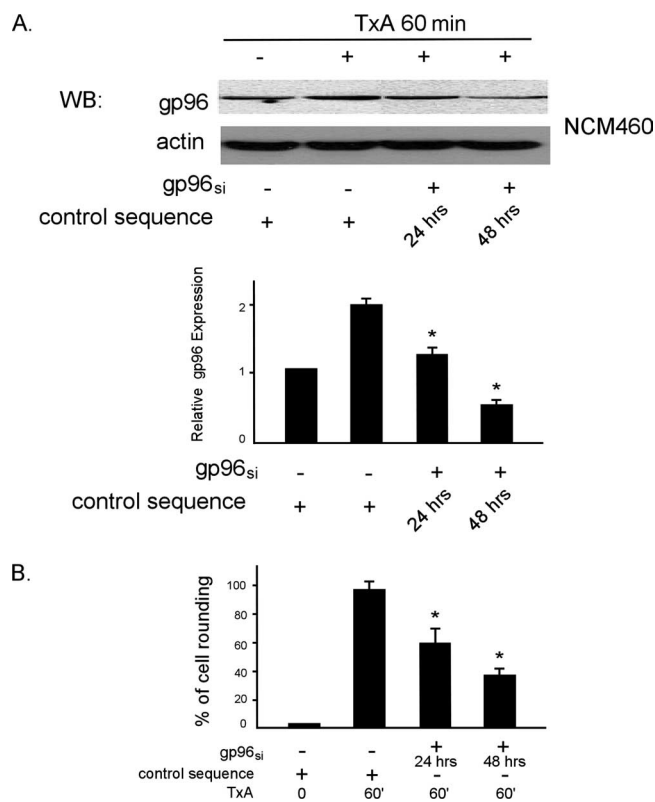 A.
TxA 60 min
- + + +
WB: gp96
NCM460
actin
gp96si - - + +
control sequence + + 24 hrs 48 hrs
Relative gp96 Expression
2
1
0
* *
gp96si - - + +
control sequence + + 24 hrs 48 hrs
B.
% of cell rounding
100
80
60
40
20
0
* *
gp96si - - + +
24 hrs 48 hrs
control sequence + + - -
TxA 0 60' 60' 60'